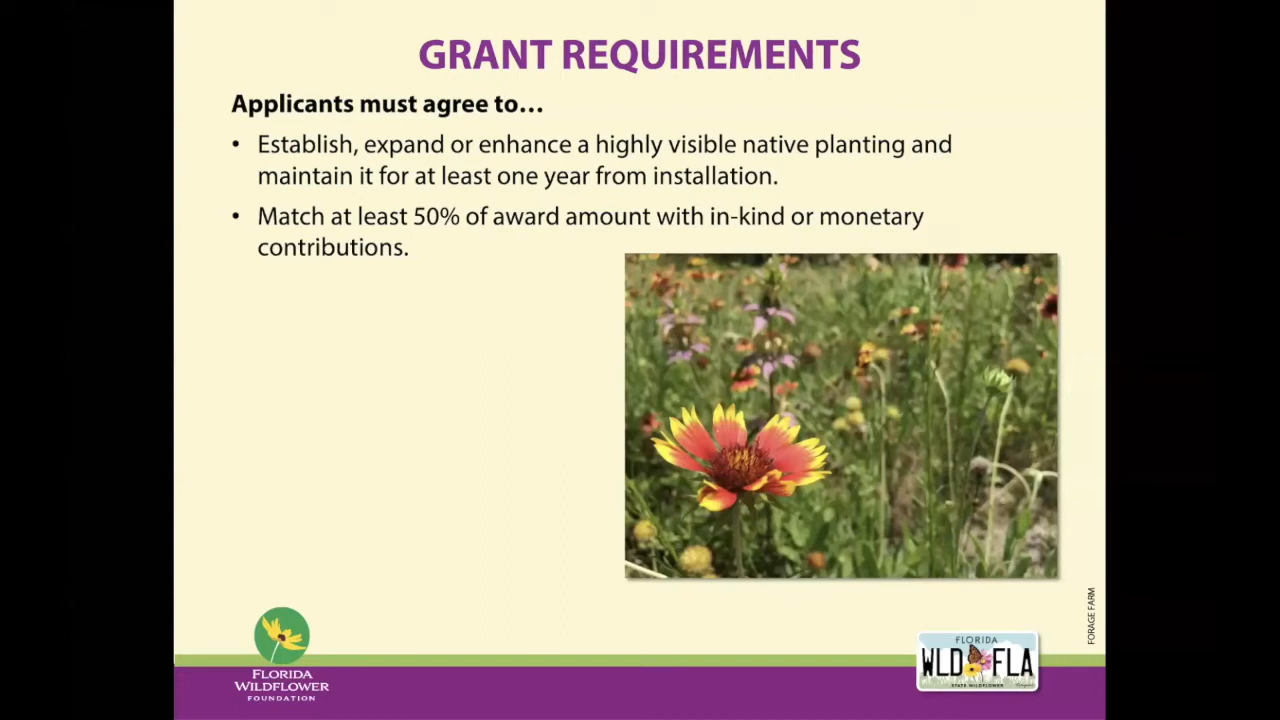 GRANT REQUIREMENTS
Applicants must agree to…
• Establish, expand or enhance a highly visible native planting and
maintain it for at least one year from installation.
• Match at least 50% of award amount with in-kind or monetary
contributions.
FORAGE FARM
FLORIDA
WILDFLOWER
FOUNDATION
FLORIDA
WLD FLA
STATE WILDFLOWER